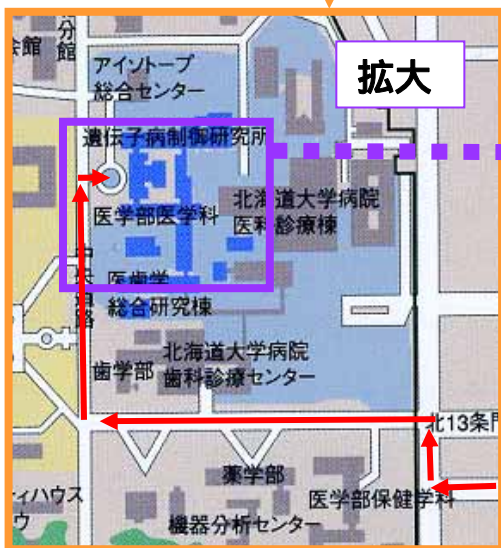 分館
会館
アイソトープ
総合センター
拡大
遺伝子病制御研究所
北海道大学病院
医科診療棟
医学部医学科
中央道路
医歯学
総合研究棟
北海道大学病院
歯科診療センター
歯学部
北13条門
薬学部
ィハウス
ウ
医学部保健学科
機器分析センター